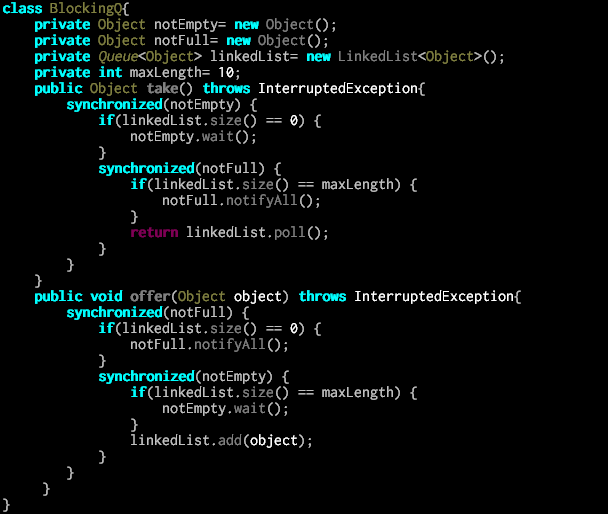 class BlockingQ{
    private Object notEmpty= new Object();
    private Object notFull= new Object();
    private Queue<Object> linkedList= new LinkedList<Object>();
    private int maxLength= 10;
    public Object take() throws InterruptedException{
        synchronized(notEmpty) {
            if(linkedList.size() == 0) {
                notEmpty.wait();
            }
            synchronized(notFull) {
                if(linkedList.size() == maxLength) {
                    notFull.notifyAll();
                }
                return linkedList.poll();
            }
        }
    }
    public void offer(Object object) throws InterruptedException{
        synchronized(notFull) {
            if(linkedList.size() == 0) {
                notFull.notifyAll();
            }
            synchronized(notEmpty) {
                if(linkedList.size() == maxLength) {
                    notEmpty.wait();
                }
                linkedList.add(object);
            }
        }
     }
}